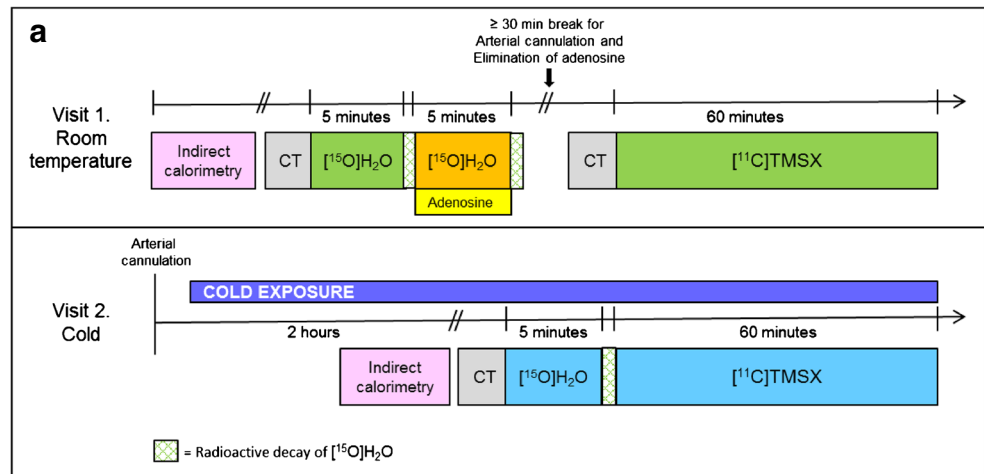 a
≥ 30 min break for
Arterial cannulation and
Elimination of adenosine
Visit 1.
Room
temperature
5 minutes
5 minutes
60 minutes
Indirect
calorimetry
CT
[¹⁵O]H₂O
[¹⁵O]H₂O
CT
[¹¹C]TMSX
Adenosine
Arterial
cannulation
Visit 2.
Cold
COLD EXPOSURE
2 hours
5 minutes
60 minutes
Indirect
calorimetry
CT
[¹⁵O]H₂O
[¹¹C]TMSX
= Radioactive decay of [¹⁵O]H₂O